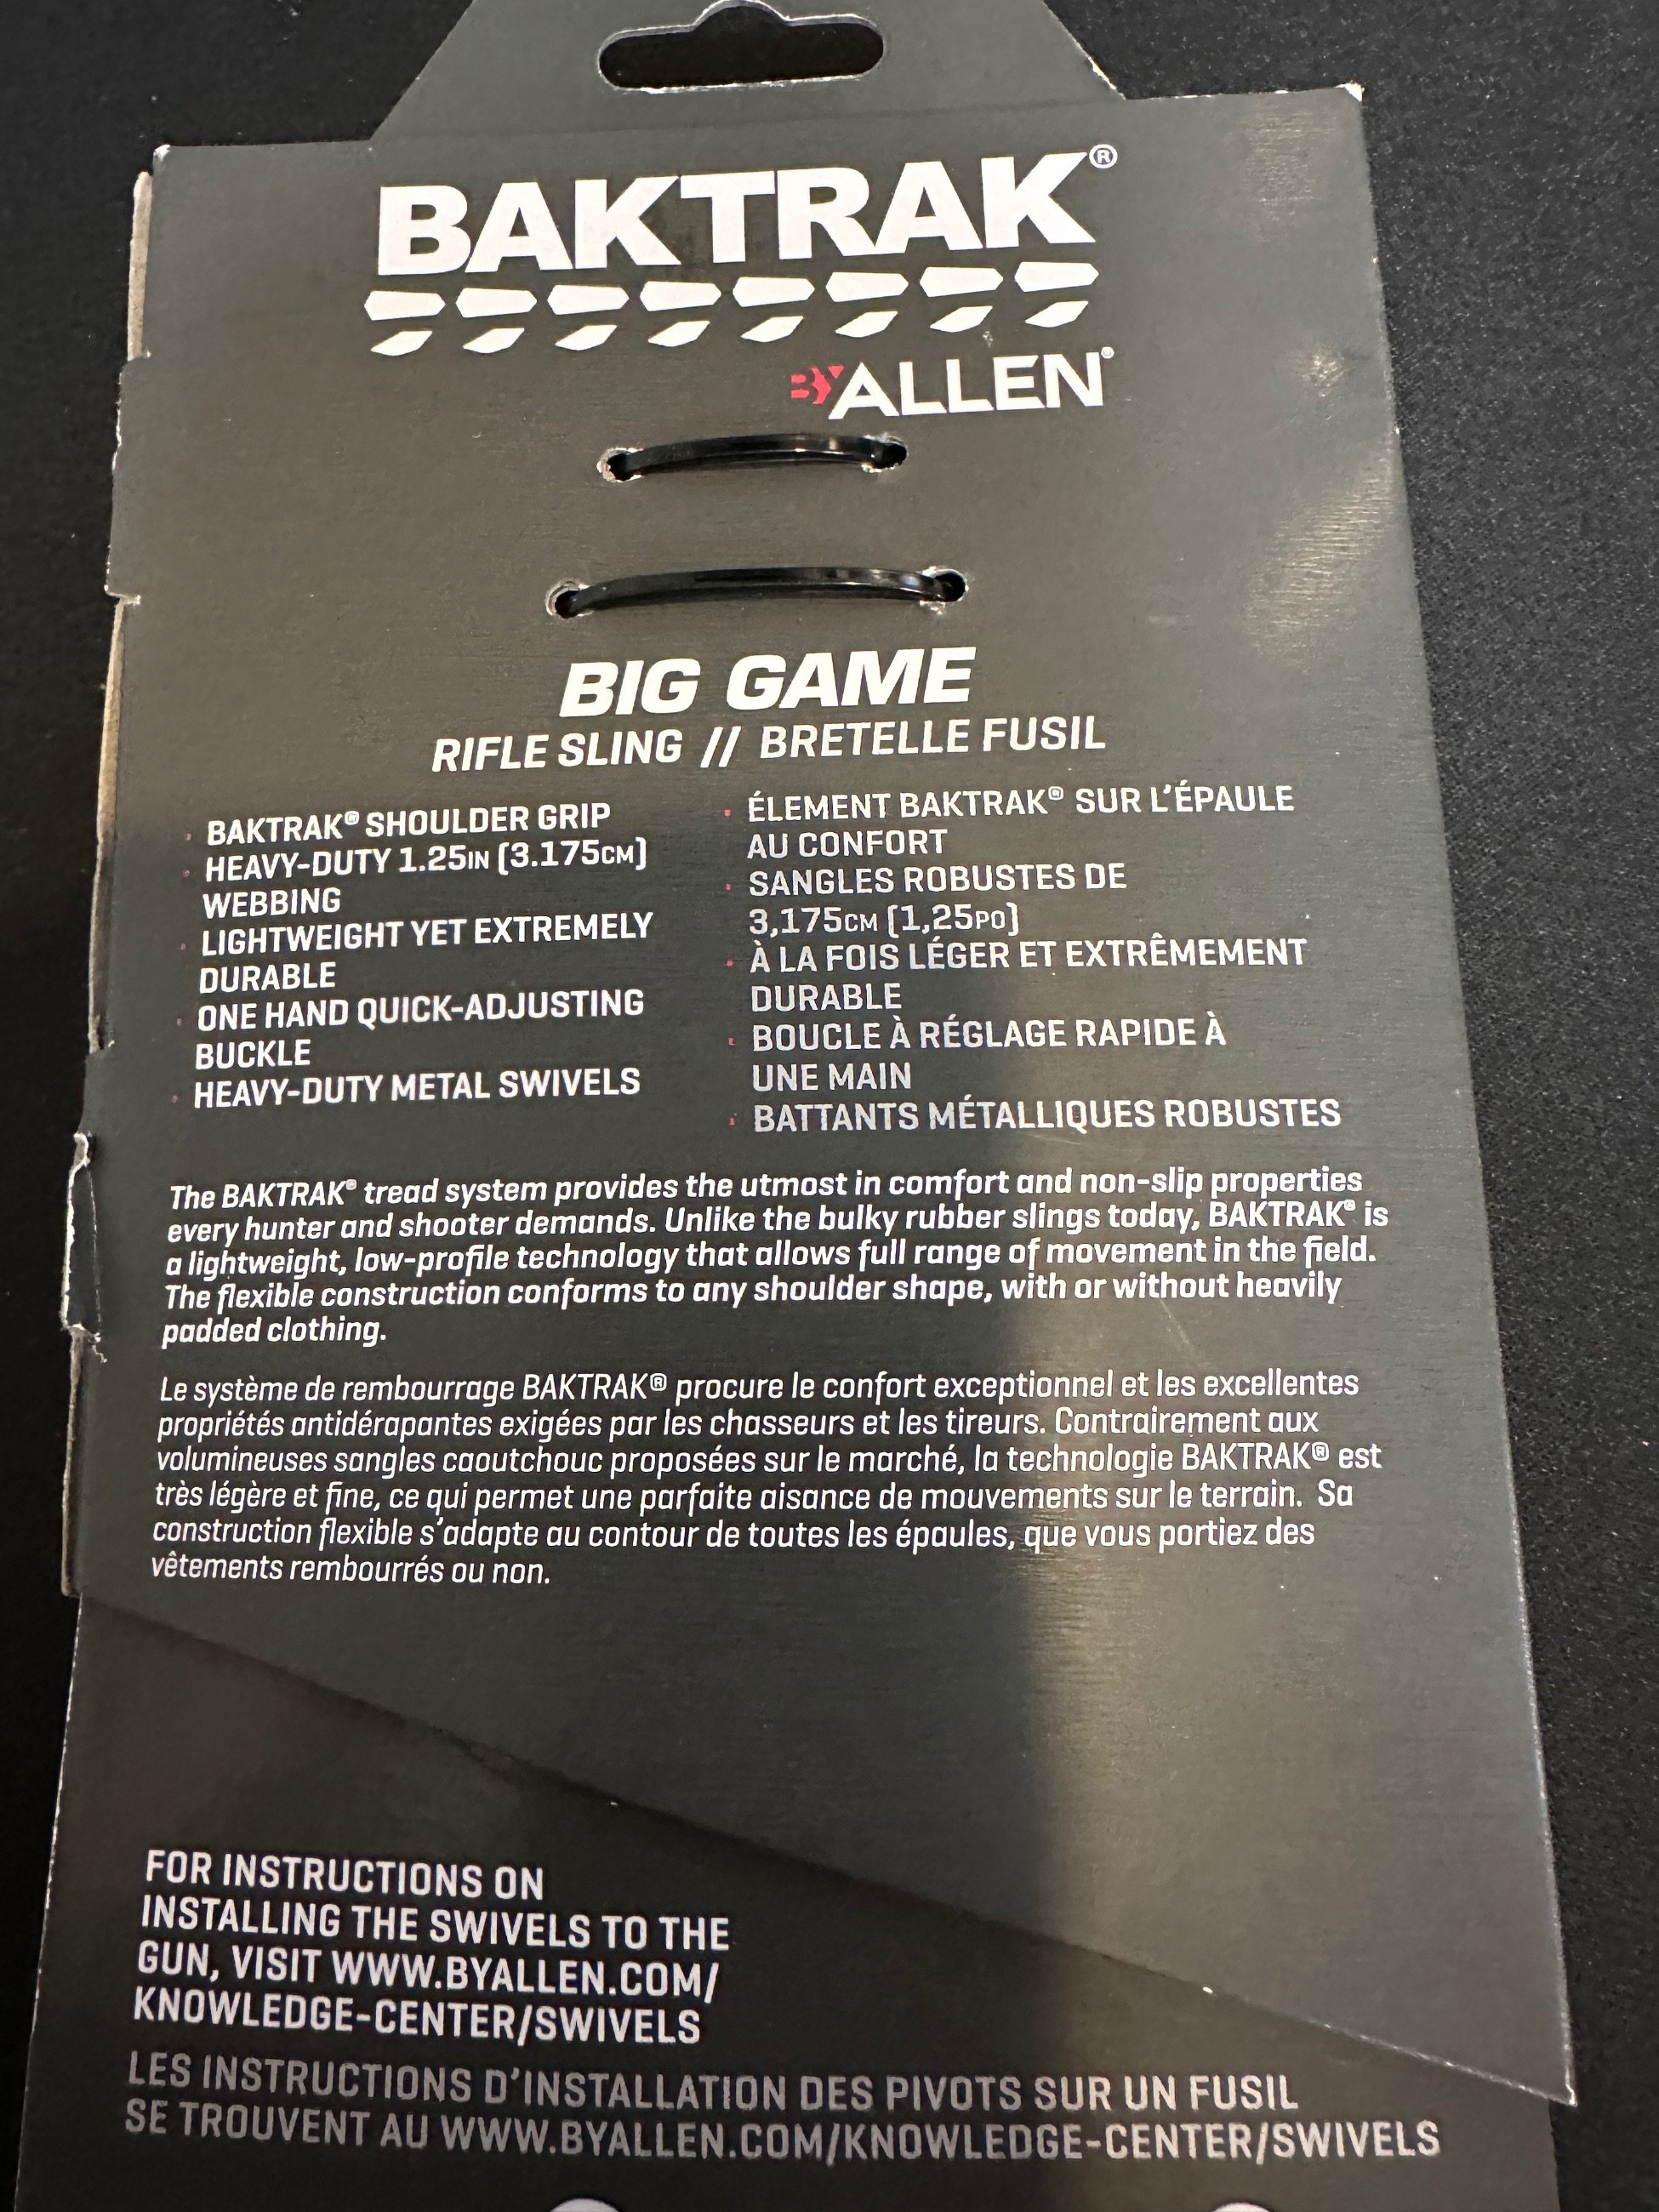 BAKTRAK®
BYALLEN®
BIG GAME
RIFLE SLING // BRETELLE FUSIL
· BAKTRAK® SHOULDER GRIP
· HEAVY-DUTY 1.25IN (3.175CM)
WEBBING
· LIGHTWEIGHT YET EXTREMELY
DURABLE
· ONE HAND QUICK-ADJUSTING
BUCKLE
· HEAVY-DUTY METAL SWIVELS
· ÉLEMENT BAKTRAK® SUR L'ÉPAULE
AU CONFORT
· SANGLES ROBUSTES DE
3,175CM (1,25PO)
· À LA FOIS LÉGER ET EXTRÊMEMENT
DURABLE
· BOUCLE À RÉGLAGE RAPIDE À
UNE MAIN
· BATTANTS MÉTALLIQUES ROBUSTES
The BAKTRAK® tread system provides the utmost in comfort and non-slip properties
every hunter and shooter demands. Unlike the bulky rubber slings today, BAKTRAK® is
a lightweight, low-profile technology that allows full range of movement in the field.
The flexible construction conforms to any shoulder shape, with or without heavily
padded clothing.
Le système de rembourrage BAKTRAK® procure le confort exceptionnel et les excellentes
propriétés antidérapantes exigées par les chasseurs et les tireurs. Contrairement aux
volumineuses sangles caoutchouc proposées sur le marché, la technologie BAKTRAK® est
très légère et fine, ce qui permet une parfaite aisance de mouvements sur le terrain. Sa
construction flexible s'adapte au contour de toutes les épaules, que vous portiez des
vêtements rembourrés ou non.
FOR INSTRUCTIONS ON
INSTALLING THE SWIVELS TO THE
GUN, VISIT WWW.BYALLEN.COM/
KNOWLEDGE-CENTER/SWIVELS
LES INSTRUCTIONS D'INSTALLATION DES PIVOTS SUR UN FUSIL
SE TROUVENT AU WWW.BYALLEN.COM/KNOWLEDGE-CENTER/SWIVELS